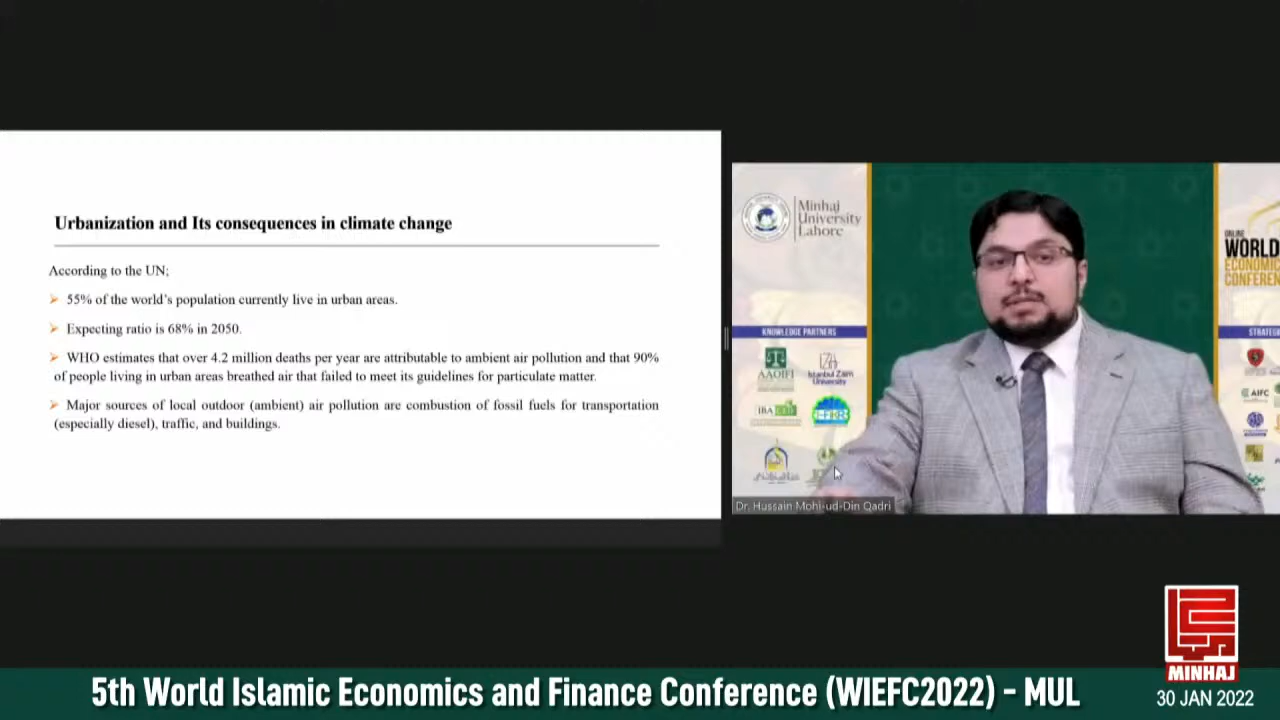 Urbanization and Its consequences in climate change
According to the UN;
55% of the world's population currently live in urban areas.
Expecting ratio is 68% in 2050.
WHO estimates that over 4.2 million deaths per year are attributable to ambient air pollution and that 90%
of people living in urban areas breathed air that failed to meet its guidelines for particulate matter.
Major sources of local outdoor (ambient) air pollution are combustion of fossil fuels for transportation
(especially diesel), traffic, and buildings.
Minhaj
University
Lahore
KNOWLEDGE PARTNERS
AAOIFI
Istanbul Zaim
University
IBA
ONLINE
WORLD
ECONOMIC
CONFEREN
STRATEG
AIFC
Dr. Hussain Mohi-ud-Din Qadri
MINHAJ
5th World Islamic Economics and Finance Conference (WIEFC2022) - MUL
30 JAN 2022